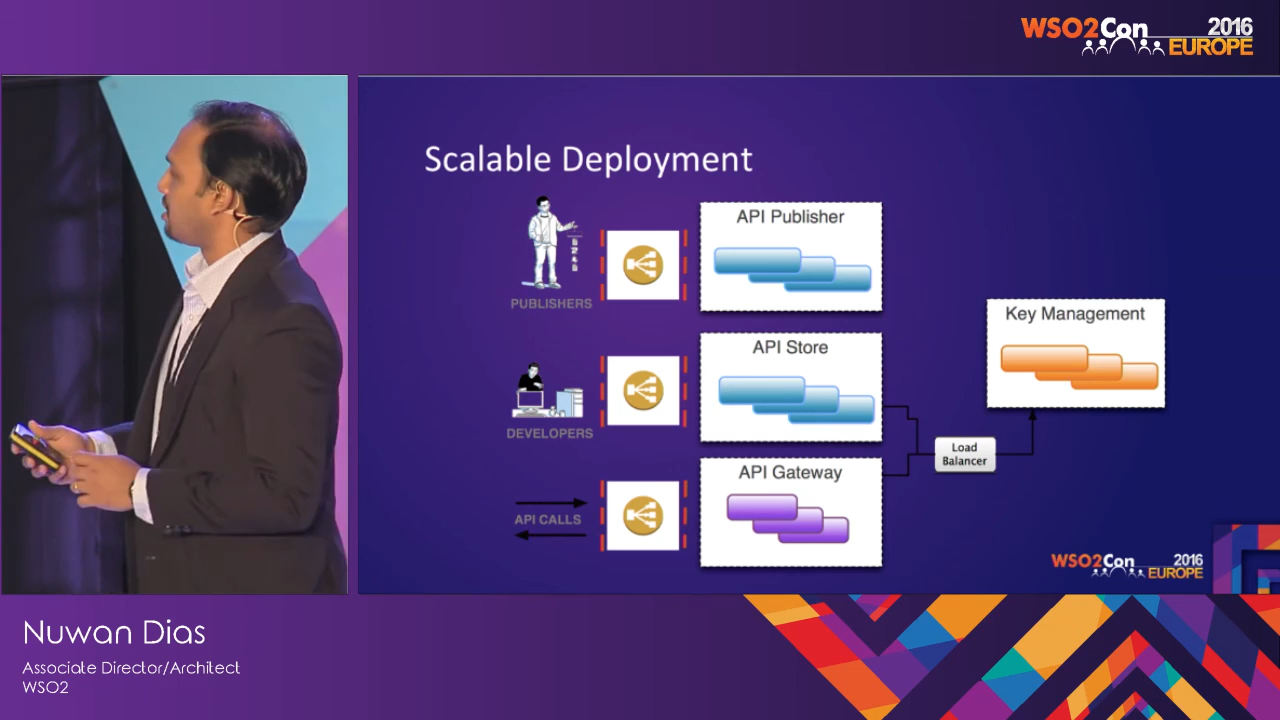 WSO2Con 2016
EUROPE
Scalable Deployment
PUBLISHERS
API Publisher
DEVELOPERS
API Store
API CALLS
API Gateway
Load
Balancer
Key Management
WSO2Con 2016
EUROPE
Nuwan Dias
Associate Director/Architect
WSO2